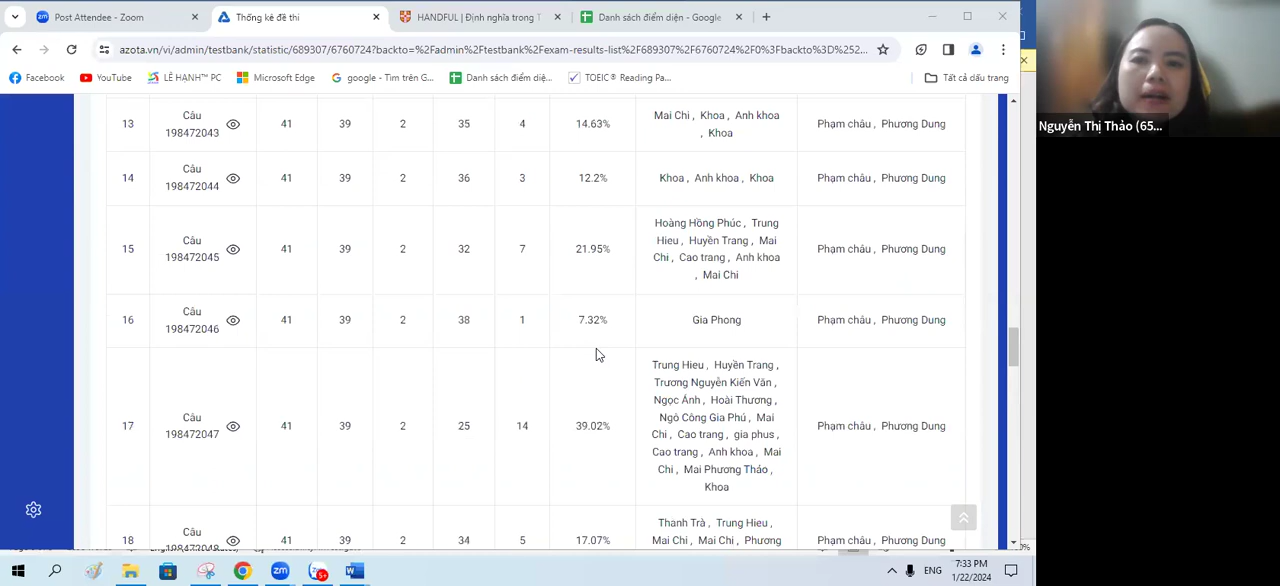 Post Attendee - Zoom
Thống kê đề thi
HANDFUL | Định nghĩa trong T
Danh sách điểm diện - Google
azota.vn/vi/admin/testbank/statistic/689307/6760724?backto=%2Fadmin%2Ftestbank%2Fexam-results-list%2F689307%2F6760724%2F0%3Fbackto%3D%25...
Facebook
YouTube
LÊ HẠNH™ PC
Microsoft Edge
google - Tìm trên G...
Danh sách điểm diệ...
TOEIC® Reading Pa...
Tất cả dấu trang
13 Câu 198472043 41 39 2 35 4 14.63% Mai Chi , Khoa , Anh khoa , Khoa Phạm châu , Phương Dung
14 Câu 198472044 41 39 2 36 3 12.2% Khoa , Anh khoa , Khoa Phạm châu , Phương Dung
15 Câu 198472045 41 39 2 32 7 21.95% Hoàng Hồng Phúc , Trung Hieu , Huyền Trang , Mai Chi , Cao trang , Anh khoa , Mai Chi Phạm châu , Phương Dung
16 Câu 198472046 41 39 2 38 1 7.32% Gia Phong Phạm châu , Phương Dung
17 Câu 198472047 41 39 2 25 14 39.02% Trung Hieu , Huyền Trang , Trương Nguyễn Kiến Văn , Ngọc Ánh , Hoài Thương , Ngô Công Gia Phú , Mai Chi , Cao trang , gia phus , Cao trang , Anh khoa , Mai Chi , Mai Phương Thảo , Khoa Phạm châu , Phương Dung
18 Câu 41 39 2 34 5 17.07% Thanh Trà , Trung Hieu , Mai Chi , Mai Chi , Phương Phạm châu , Phương Dung
Nguyễn Thị Thảo (65...
ENG
7:33 PM
1/22/2024